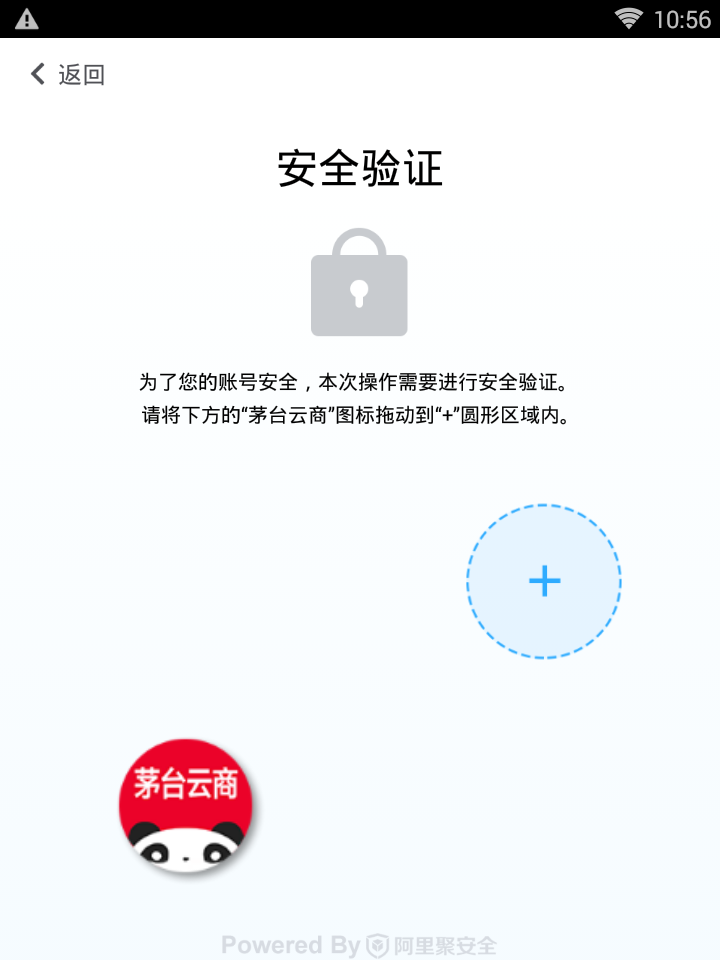 10:56
返回
安全验证
为了您的账号安全，本次操作需要进行安全验证。
请将下方的“茅台云商”图标拖动到“+”圆形区域内。
+
茅台云商
Powered By 阿里聚安全